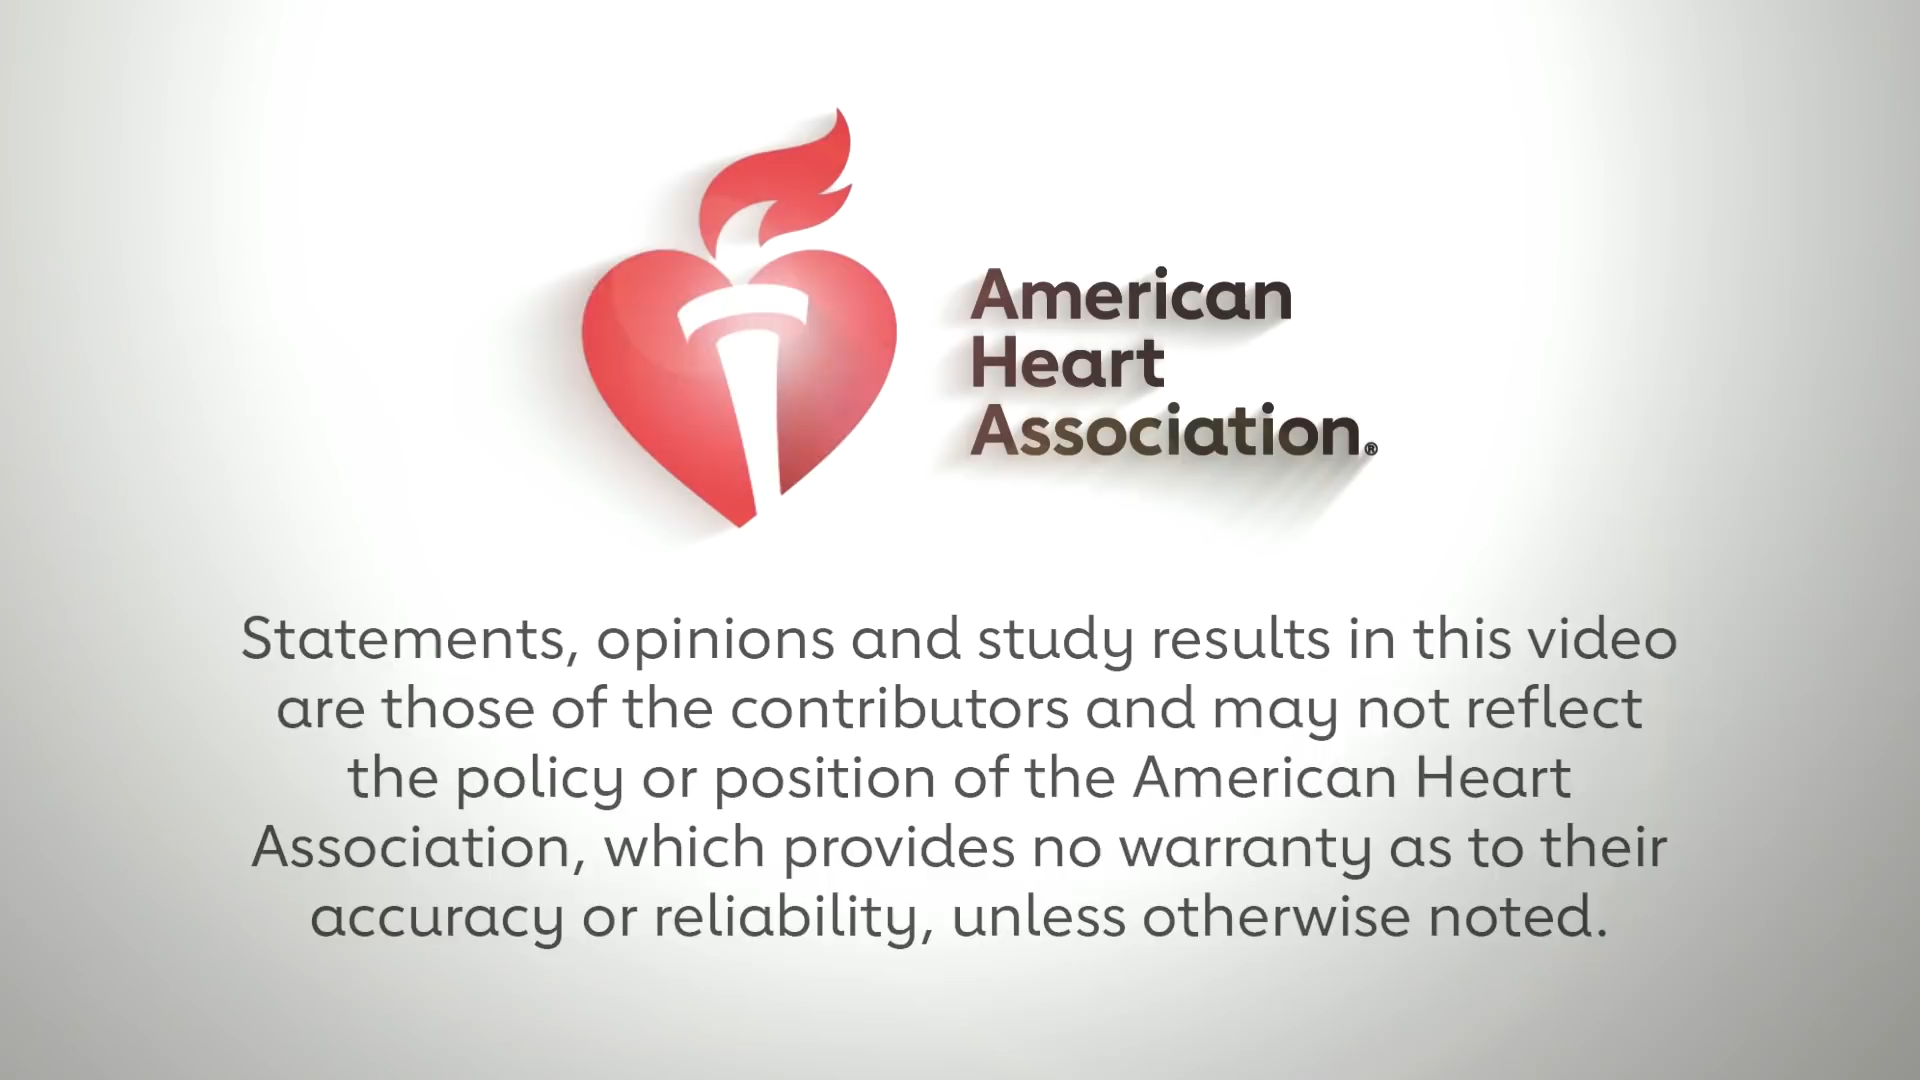 American
Heart
Association®
Statements, opinions and study results in this video
are those of the contributors and may not reflect
the policy or position of the American Heart
Association, which provides no warranty as to their
accuracy or reliability, unless otherwise noted.